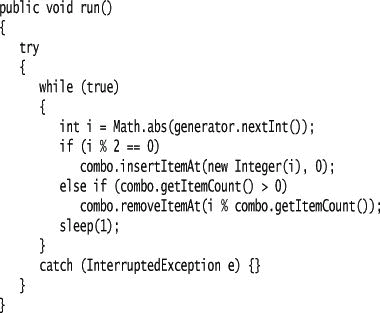 public void run()
{
try
{
while (true)
{
int i = Math.abs(generator.nextInt());
if (i % 2 == 0)
combo.insertItemAt(new Integer(i), 0);
else if (combo.getItemCount() > 0)
combo.removeItemAt(i % combo.getItemCount());
sleep(1);
}
catch (InterruptedException e) {}
}
}